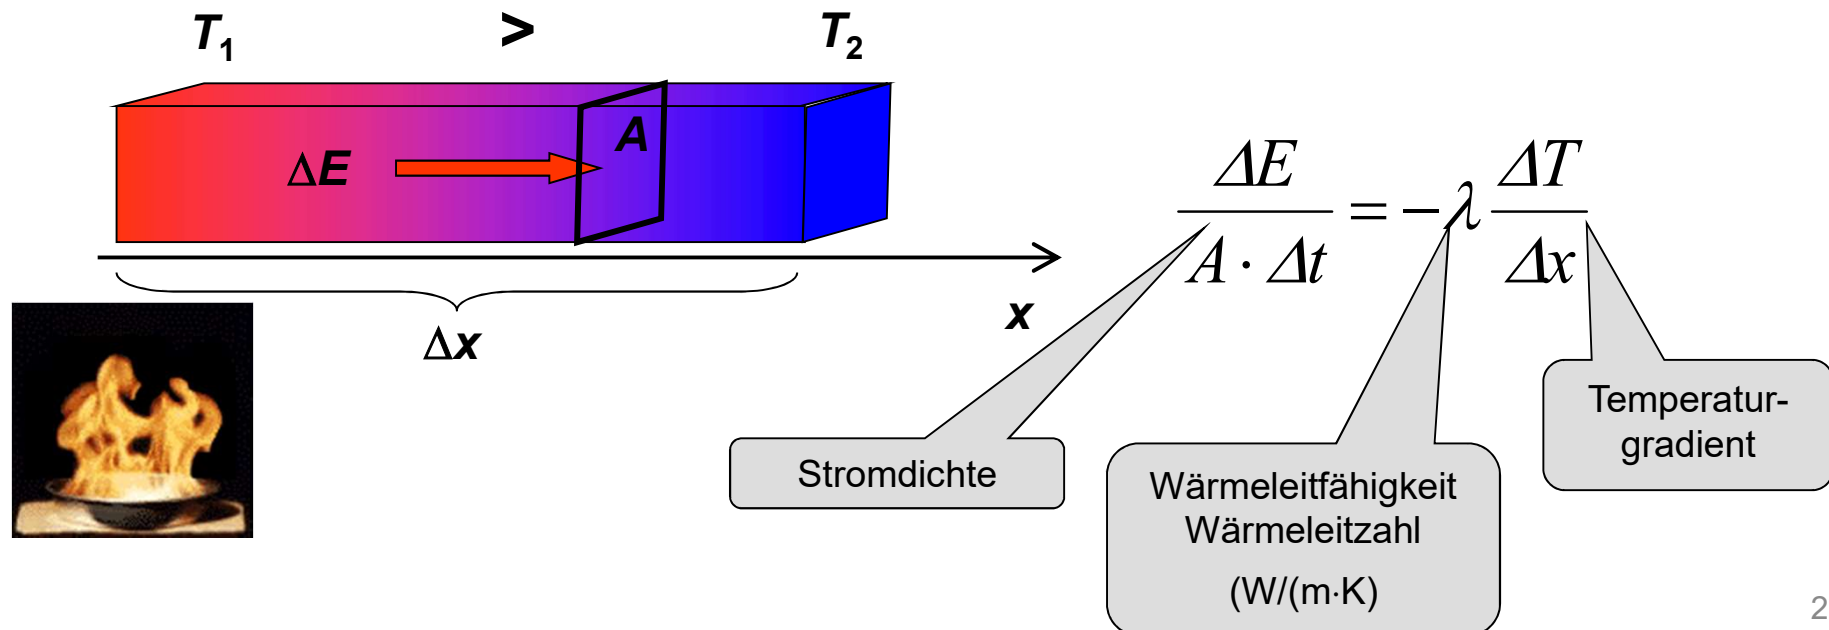 T₁ > T₂
A
ΔE
ΔE / (A · Δt) = −λ ΔT / Δx
x
Δx
Stromdichte
Wärmeleitfähigkeit
Wärmeleitzahl
(W/(m·K)
Temperatur-
gradient
2